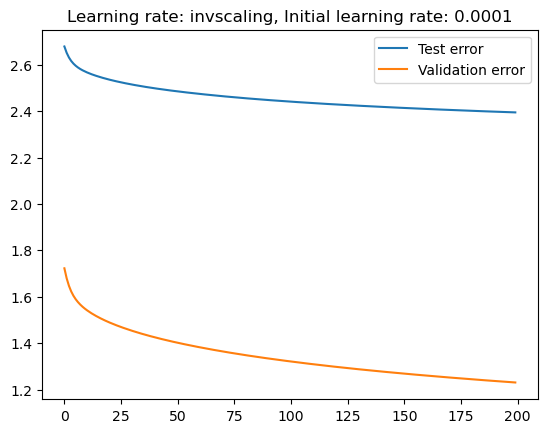 Learning rate: invscaling, Initial learning rate: 0.0001
Test error
Validation error
2.6
2.4
2.2
2.0
1.8
1.6
1.4
1.2
0 25 50 75 100 125 150 175 200